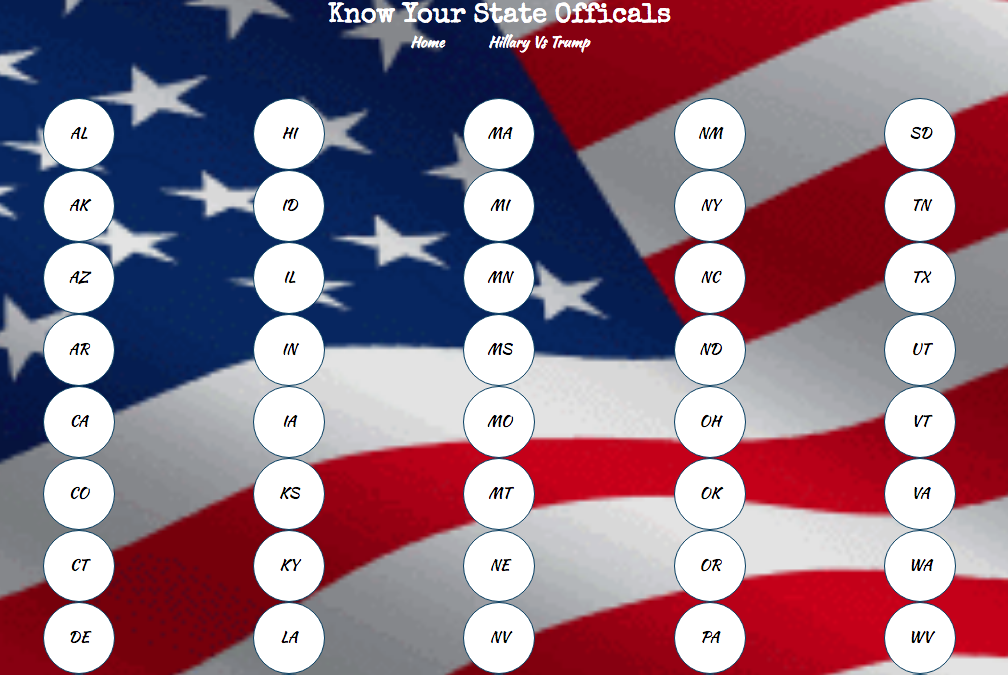 Know Your State Officals
Home Hillary Vs Trump
AL HI MA NM SD
AK ID MI NY TN
AZ IL MN NC TX
AR IN MS ND UT
CA IA MO OH VT
CO KS MT OK VA
CT KY NE OR WA
DE LA NV PA WV